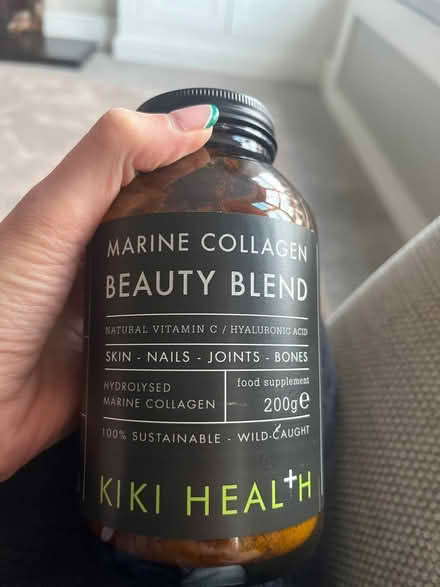 MARINE COLLAGEN
BEAUTY BLEND
NATURAL VITAMIN C / HYALURONIC ACID
SKIN - NAILS - JOINTS - BONES
HYDROLYSED
MARINE COLLAGEN
food supplement
200g℮
100% SUSTAINABLE - WILD-CAUGHT
KIKI HEALTH